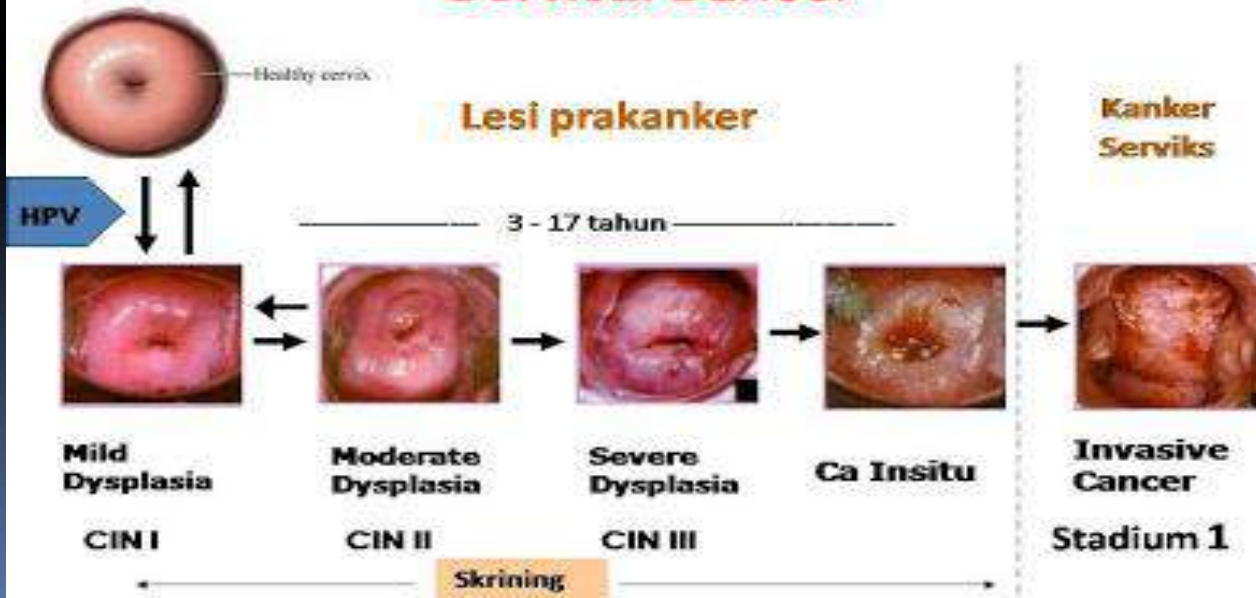 Healthy cervix
Lesi prakanker
Kanker
Serviks
HPV
3 - 17 tahun
Mild
Dysplasia
Moderate
Dysplasia
Severe
Dysplasia
Ca Insitu
Invasive
Cancer
CIN I
CIN II
CIN III
Stadium 1
Skrining